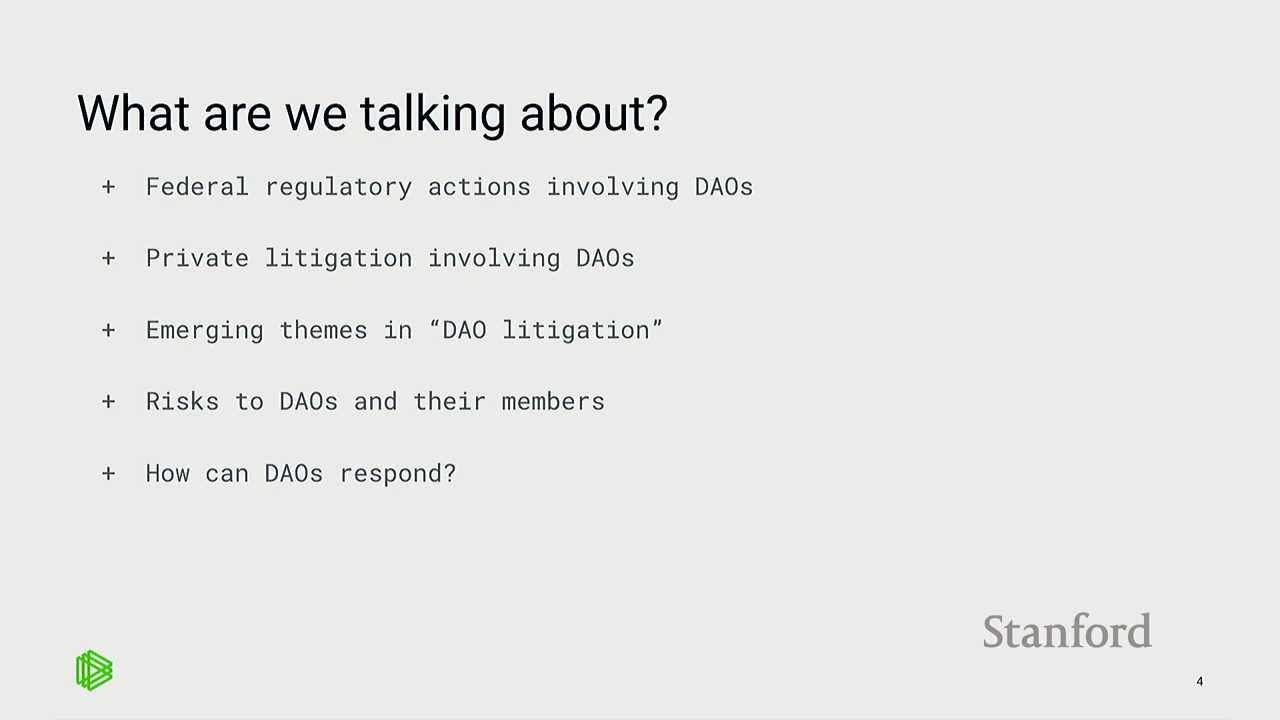 What are we talking about?
+ Federal regulatory actions involving DAOs
+ Private litigation involving DAOs
+ Emerging themes in “DAO litigation”
+ Risks to DAOs and their members
+ How can DAOs respond?
Stanford
4